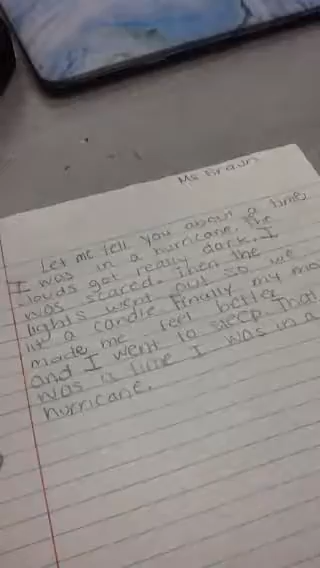 Ms Braun
Let me tell you about a time
I was in a hurricane. The
clouds got really dark. I
was scared. Then the
lights went out so we
lit a candle. Finally my mom
made me feel better
and I went to sleep. That
was a time I was in a
hurricane.